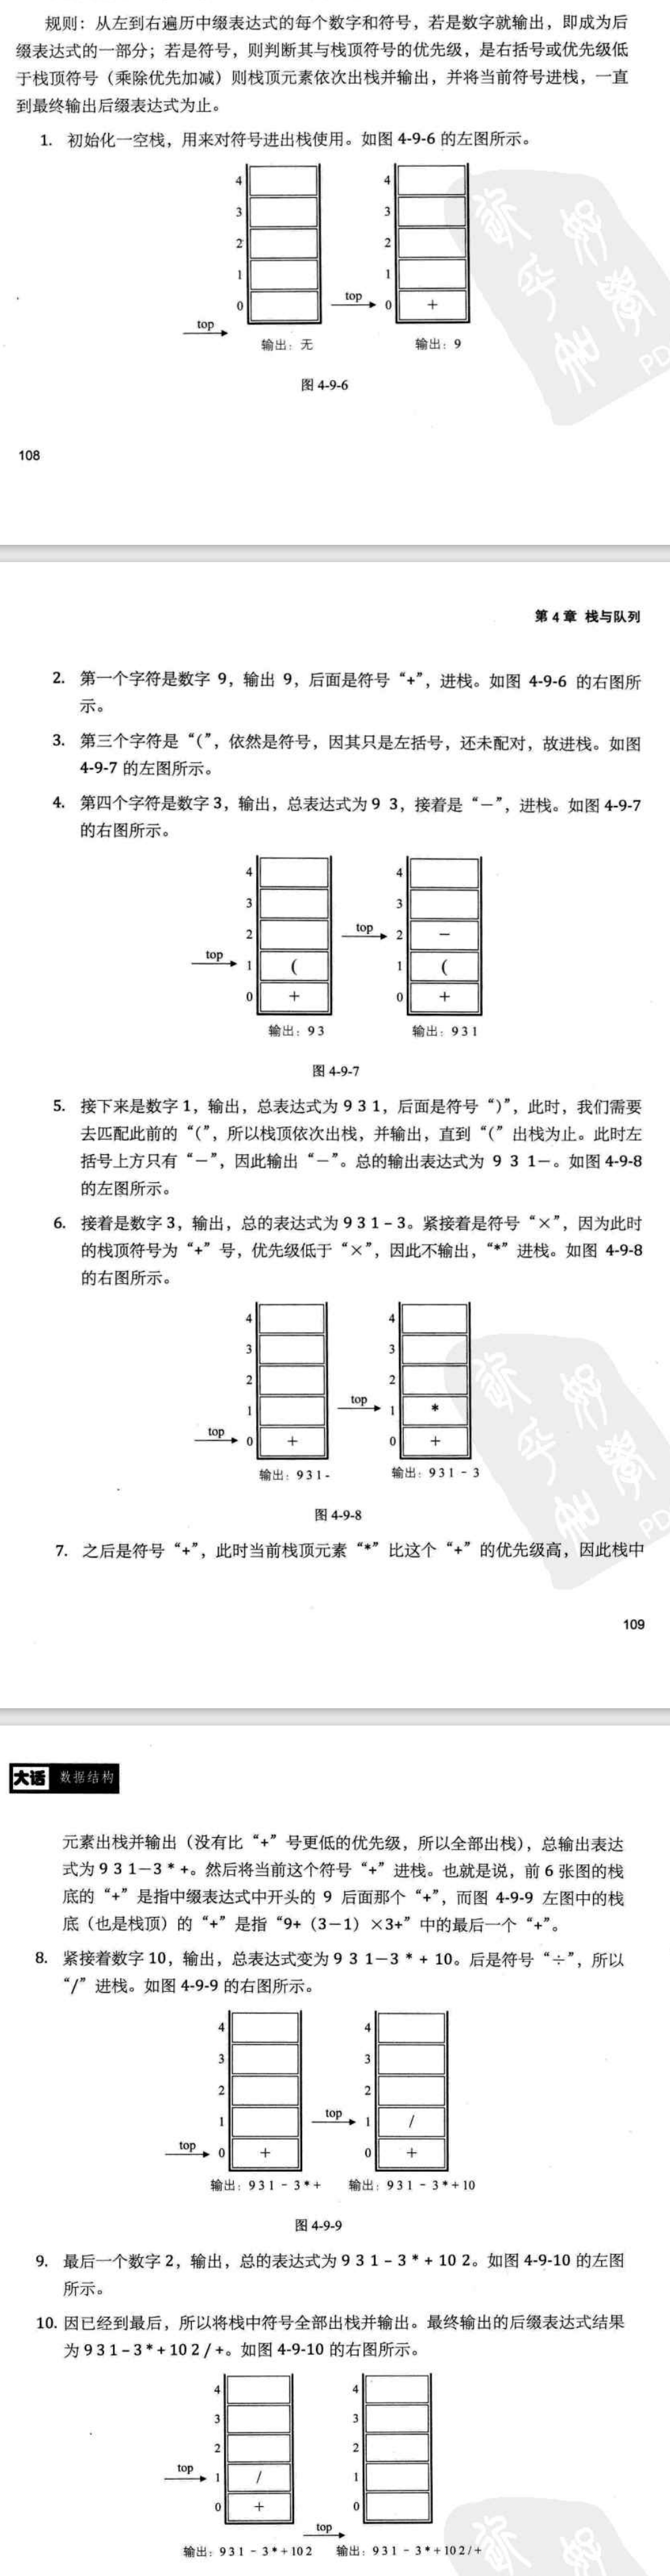 规则：从左到右遍历中缀表达式的每个数字和符号，若是数字就输出，即成为后
缀表达式的一部分；若是符号，则判断其与栈顶符号的优先级，是右括号或优先级低
于栈顶符号（乘除优先加减）则栈顶元素依次出栈并输出，并将当前符号进栈，一直
到最终输出后缀表达式为止。
1. 初始化一空栈，用来对符号进出栈使用。如图 4-9-6 的左图所示。
4
3
2
1
0
top
输出：无
top
4
3
2
1
0 +
输出：9
图 4-9-6
108
第 4 章 栈与队列
2. 第一个字符是数字 9，输出 9，后面是符号“+”，进栈。如图 4-9-6 的右图所
示。
3. 第三个字符是“(”，依然是符号，因其只是左括号，还未配对，故进栈。如图
4-9-7 的左图所示。
4. 第四个字符是数字 3，输出，总表达式为 9 3，接着是“－”，进栈。如图 4-9-7
的右图所示。
4
3
2
top
1 (
0 +
输出：9 3
4
3
top
2 −
1 (
0 +
输出：9 3 1
图 4-9-7
5. 接下来是数字 1，输出，总表达式为 9 3 1，后面是符号“)”，此时，我们需要
去匹配此前的“(”，所以栈顶依次出栈，并输出，直到“(”出栈为止。此时左
括号上方只有“－”，因此输出“－”。总的输出表达式为 9 3 1－。如图 4-9-8
的左图所示。
6. 接着是数字 3，输出，总的表达式为 9 3 1 – 3。紧接着是符号“×”，因为此时
的栈顶符号为“+”号，优先级低于“×”，因此不输出，“*”进栈。如图 4-9-8
的右图所示。
4
3
2
1
top
0 +
输出：9 3 1 -
4
3
2
top
1 *
0 +
输出：9 3 1 - 3
图 4-9-8
7. 之后是符号“+”，此时当前栈顶元素“*”比这个“+”的优先级高，因此栈中
109
大话 数据结构
元素出栈并输出（没有比“+”号更低的优先级，所以全部出栈），总输出表达
式为 9 3 1－3 * +。然后将当前这个符号“+”进栈。也就是说，前 6 张图的栈
底的“+”是指中缀表达式中开头的 9 后面那个“+”，而图 4-9-9 左图中的栈
底（也是栈顶）的“+”是指“9+（3－1）×3+”中的最后一个“+”。
8. 紧接着数字 10，输出，总表达式变为 9 3 1－3 * + 10。后是符号“÷”，所以
“/”进栈。如图 4-9-9 的右图所示。
4
3
2
1
top
0 +
输出：9 3 1 - 3 * +
4
3
2
top
1 /
0 +
输出：9 3 1 - 3 * + 10
图 4-9-9
9. 最后一个数字 2，输出，总的表达式为 9 3 1 – 3 * + 10 2。如图 4-9-10 的左图
所示。
10. 因已经到最后，所以将栈中符号全部出栈并输出。最终输出的后缀表达式结果
为 9 3 1 – 3 * + 10 2 / +。如图 4-9-10 的右图所示。
4
3
2
top
1 /
0 +
输出：9 3 1 - 3 * + 10 2
4
3
2
1
0
top
输出：9 3 1 - 3 * + 10 2 / +
PD
PD